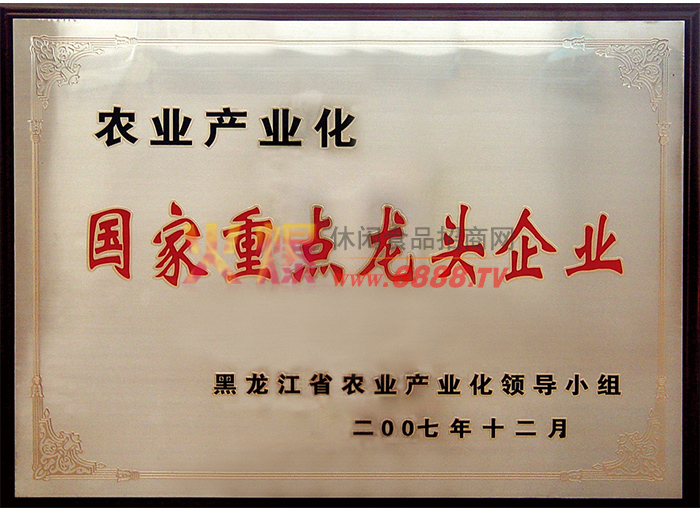 农业产业化
国家重点龙头企业
休闲食品招商网
www.6888.TV
黑龙江省农业产业化领导小组
二00七年十二月